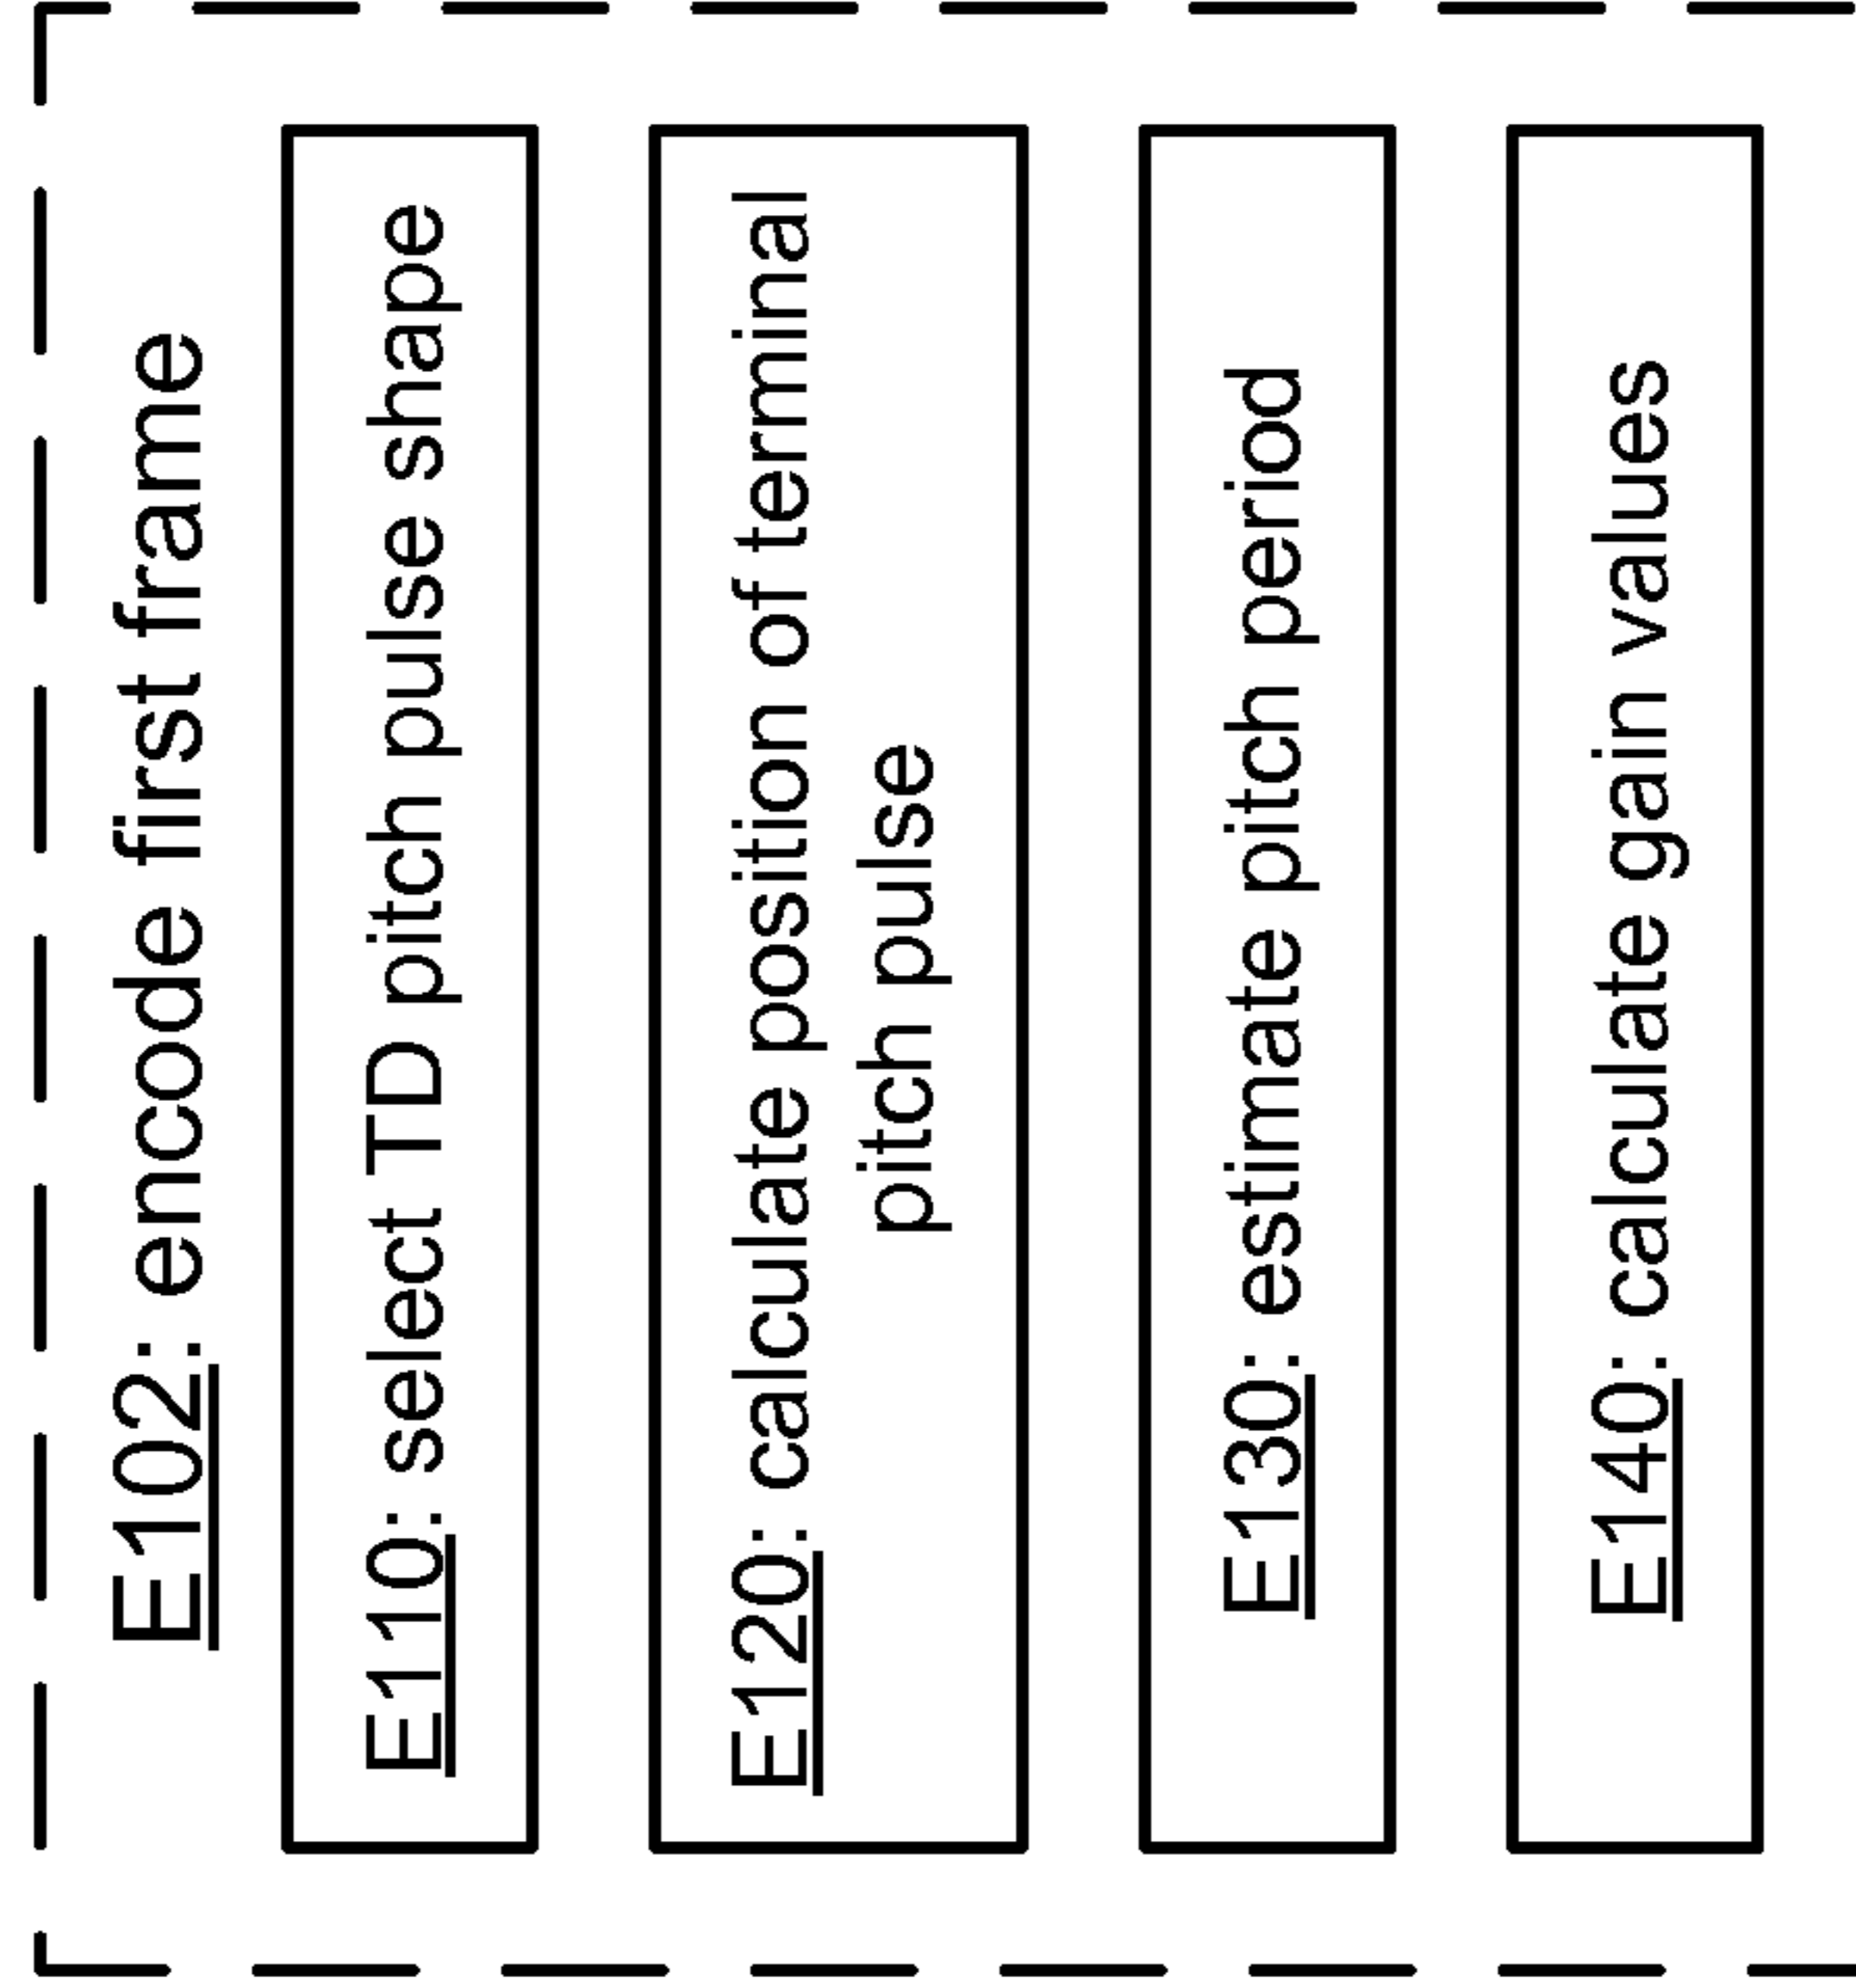 E102: encode first frame
E110: select TD pitch pulse shape
E120: calculate position of terminal
pitch pulse
E130: estimate pitch period
E140: calculate gain values